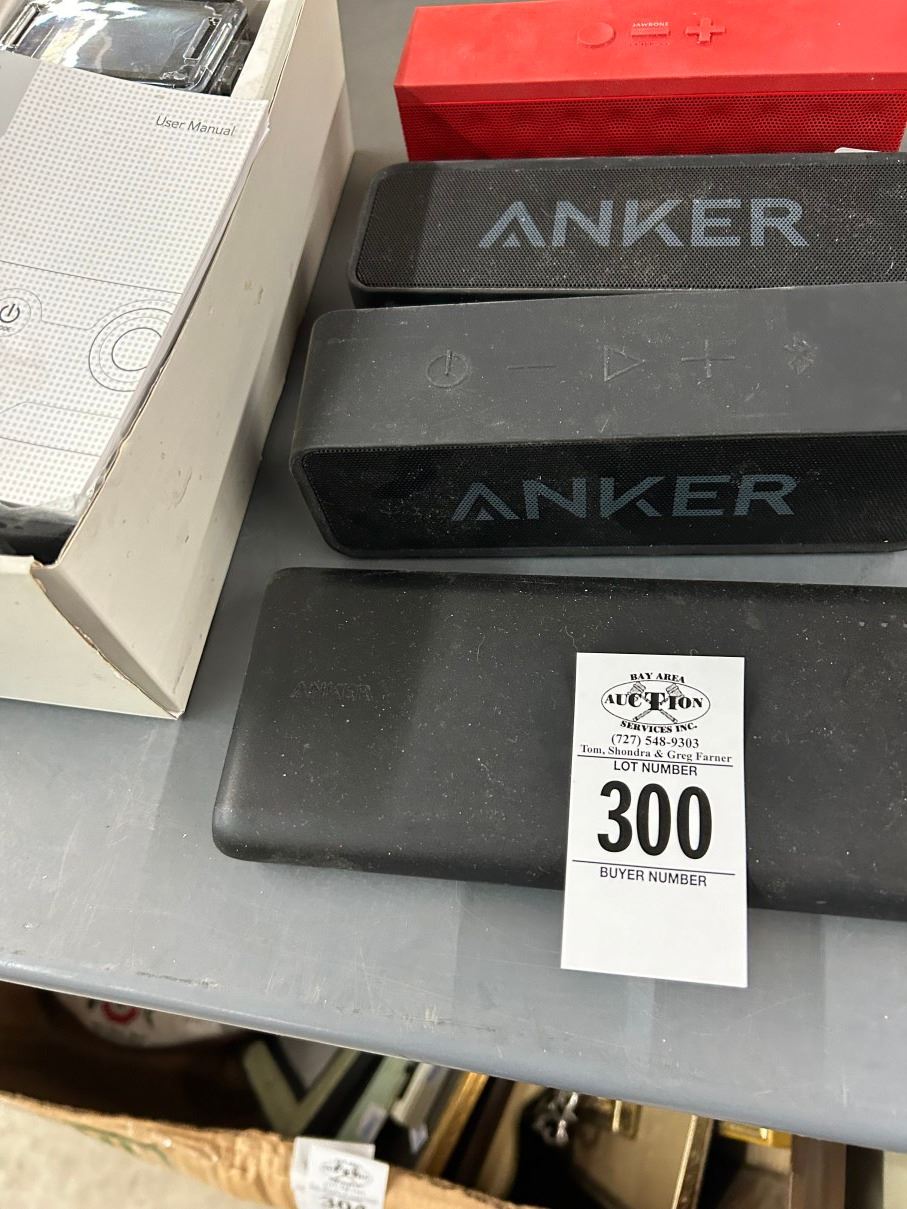 User Manual
JAWBONE
ANKER
ANKER
ANKER
BAY AREA
AUCTION
SERVICES INC.
(727) 548-9303
Tom, Shondra & Greg Farner
LOT NUMBER
300
BUYER NUMBER